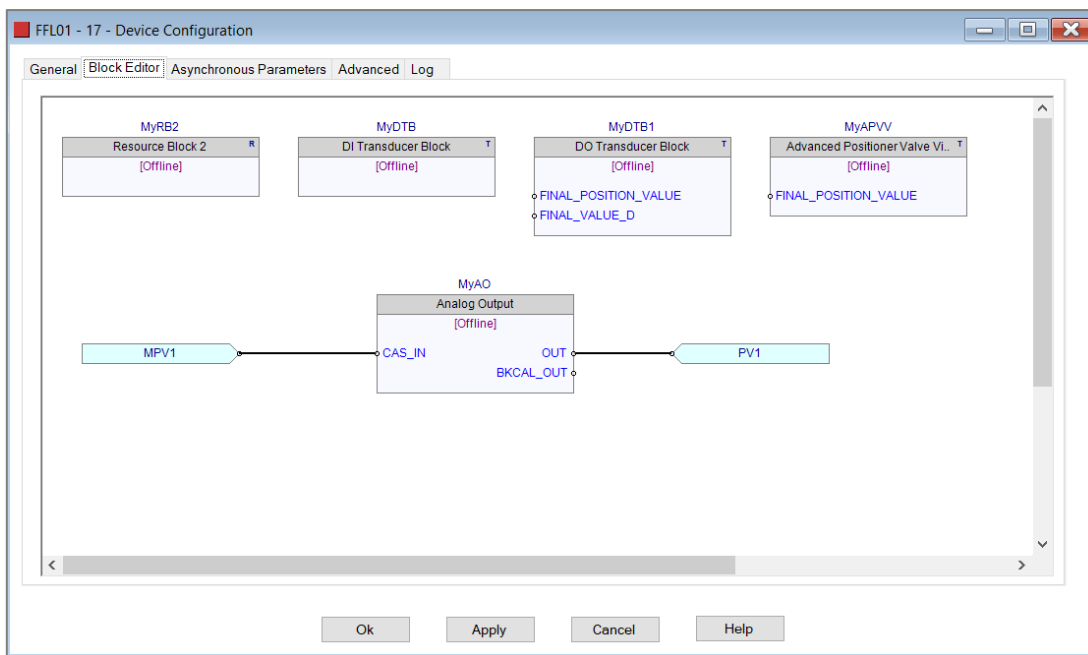 FFL01 - 17 - Device Configuration
General Block Editor Asynchronous Parameters Advanced Log
MyRB2 MyDTB MyDTB1 MyAPVV
Resource Block 2 R DI Transducer Block T DO Transducer Block T Advanced Positioner Valve Vi.. T
[Offline] [Offline] [Offline] [Offline]
FINAL_POSITION_VALUE FINAL_POSITION_VALUE
FINAL_VALUE_D
MyAO
Analog Output
[Offline]
MPV1 CAS_IN OUT PV1
BKCAL_OUT
Ok Apply Cancel Help